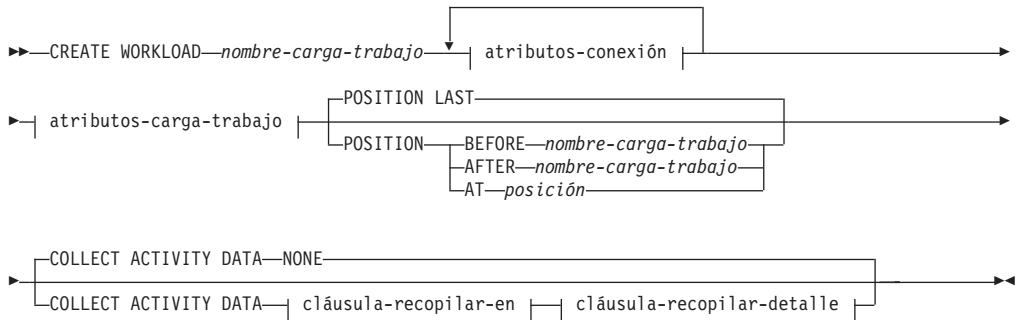 CREATE WORKLOAD nombre-carga-trabajo atributos-conexión
atributos-carga-trabajo
POSITION LAST
POSITION BEFORE nombre-carga-trabajo
AFTER nombre-carga-trabajo
AT posición
COLLECT ACTIVITY DATA NONE
COLLECT ACTIVITY DATA cláusula-recopilar-en cláusula-recopilar-detalle